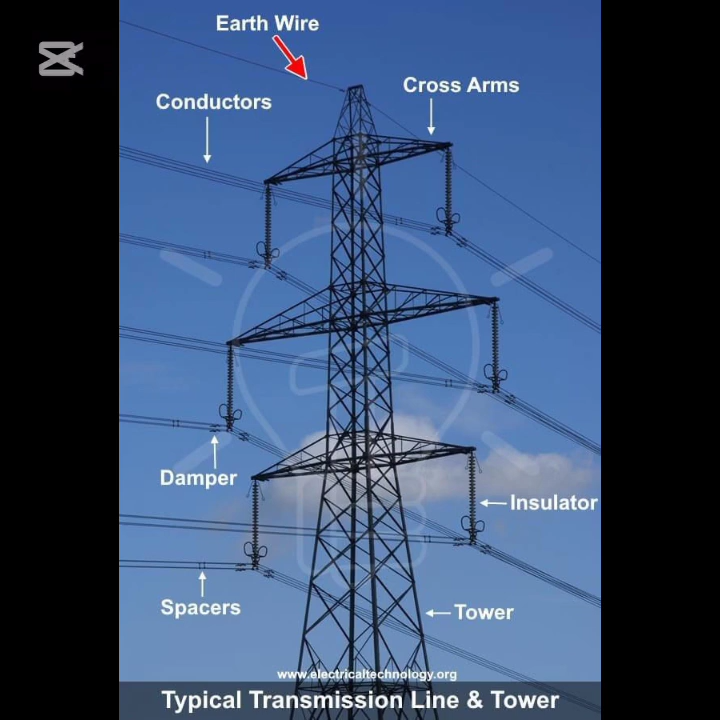 Earth Wire
Cross Arms
Conductors
Damper
Insulator
Spacers
Tower
www.electricaltechnology.org
Typical Transmission Line & Tower